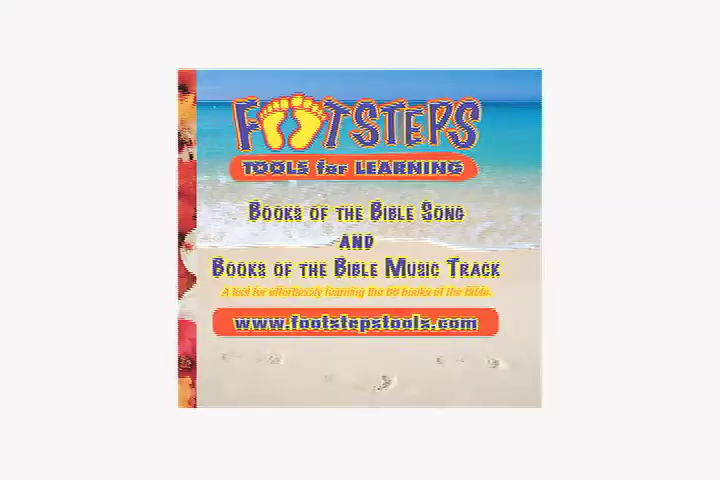 FOOTSTEPS
TOOLS for LEARNING
BOOKS OF THE BIBLE SONG
AND
BOOKS OF THE BIBLE MUSIC TRACK
A tool for effortlessly learning the 66 books of the Bible.
www.footstepstools.com